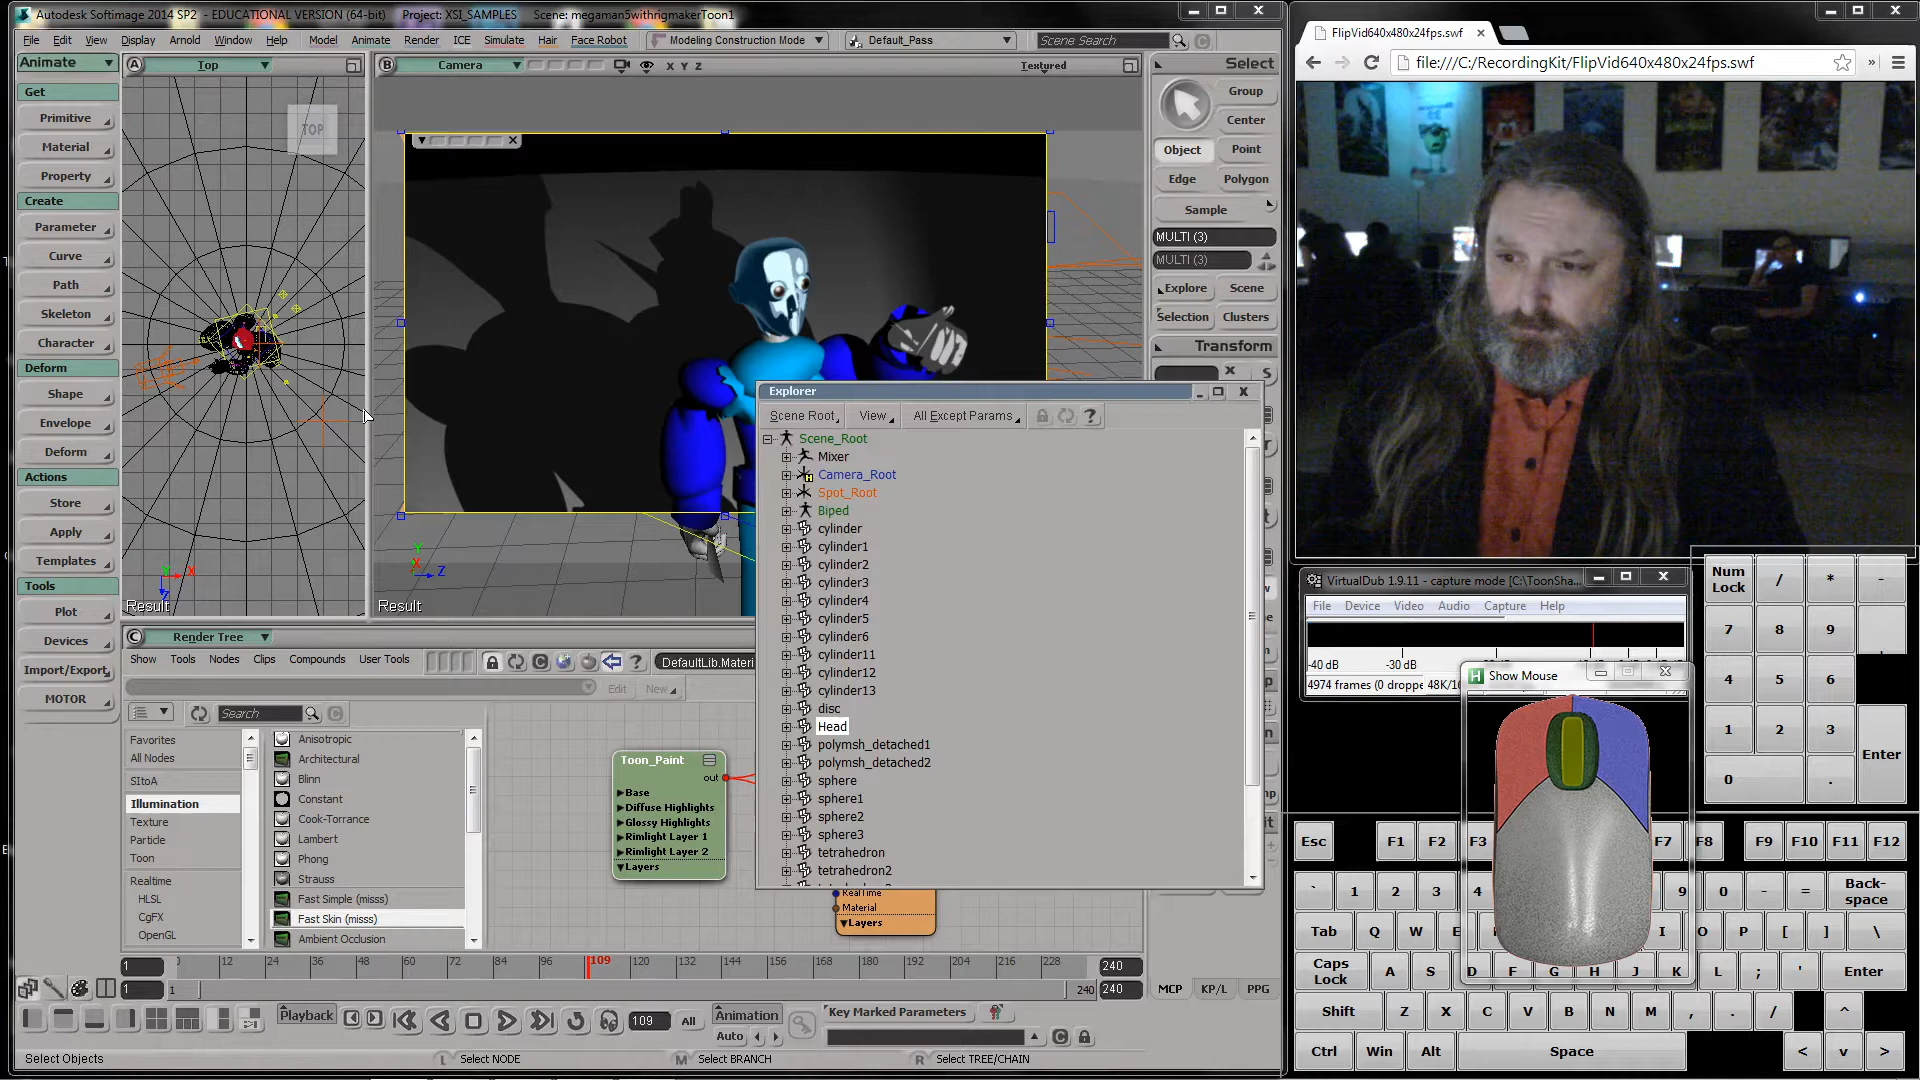 Autodesk Softimage 2014 SP2 - EDUCATIONAL VERSION (64-bit) Project: XSI_SAMPLES Scene: megaman5withrigmakerToon1
File Edit View Display Arnold Window Help Model Animate Render ICE Simulate Hair Face Robot Modeling Construction Mode Default_Pass Scene Search
Animate
A Top
B Camera X Y Z Textured
Get
Primitive
Material
Property
Create
Parameter
Curve
Path
Skeleton
Character
Deform
Shape
Envelope
Deform
Actions
Store
Apply
Templates
Tools
Plot
Devices
Import/Export
MOTOR
TOP
Y
X
Z
Result
Y
X
Z
Result
Select
Group
Center
Object Point
Edge Polygon
Sample
MULTI (3)
MULTI (3)
Explore Scene
Selection Clusters
Transform
Explorer
Scene Root View All Except Params ?
Scene_Root
Mixer
Camera_Root
Spot_Root
Biped
cylinder
cylinder1
cylinder2
cylinder3
cylinder4
cylinder5
cylinder6
cylinder11
cylinder12
cylinder13
disc
Head
polymsh_detached1
polymsh_detached2
sphere
sphere1
sphere2
sphere3
tetrahedron
tetrahedron2
C Render Tree
Show Tools Nodes Clips Compounds User Tools ? DefaultLib.Materi
Edit New
Search
Favorites
All Nodes
SItoA
Illumination
Texture
Particle
Toon
Realtime
HLSL
CgFX
OpenGL
Anisotropic
Architectural
Blinn
Constant
Cook-Torrance
Lambert
Phong
Strauss
Fast Simple (misss)
Fast Skin (misss)
Ambient Occlusion
Toon_Paint
out
Base
Diffuse Highlights
Glossy Highlights
Rimlight Layer 1
Rimlight Layer 2
Layers
RealTime
Material
Layers
1 12 24 36 48 60 72 84 96 109 120 132 144 156 168 180 192 204 216 228 240
1 1 240 240
MCP KP/L PPG
Playback 109 All Animation Key Marked Parameters
Auto
Select Objects L Select NODE M Select BRANCH R Select TREE/CHAIN
FlipVid640x480x24fps.swf
file:///C:/RecordingKit/FlipVid640x480x24fps.swf
VirtualDub 1.9.11 - capture mode [C:\ToonSha...
File Device Video Audio Capture Help
-40 dB -30 dB
4974 frames (0 droppe 48K/1
Show Mouse
Num Lock / * -
7 8 9
4 5 6
1 2 3 Enter
0 .
Esc F1 F2 F3 F7 F8 F9 F10 F11 F12
` 1 2 3 4 9 0 - = Back-space
Tab Q W E I O P [ ] \
Caps Lock A S D F G H J K L ; ' Enter
Shift Z X C V B N M , . / ^
Ctrl Win Alt Space < v >